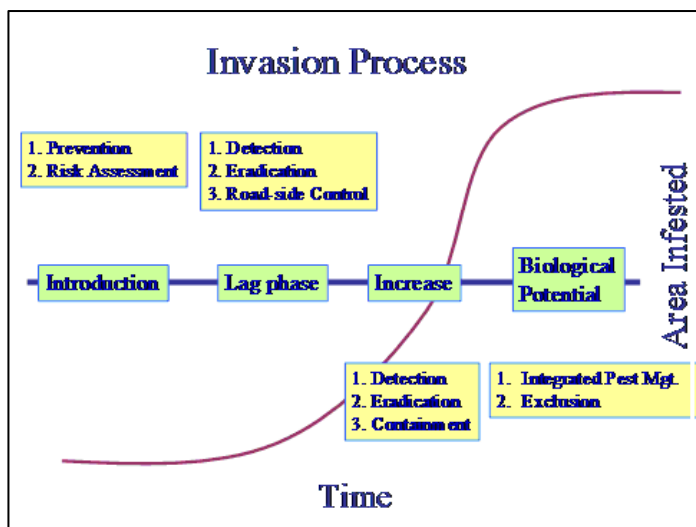 Invasion Process
1. Prevention
2. Risk Assessment
1. Detection
2. Eradication
3. Road-side Control
Introduction
Lag phase
Increase
Biological
Potential
Area Infested
1. Detection
2. Eradication
3. Containment
1. Integrated Pest Mgt.
2. Exclusion
Time